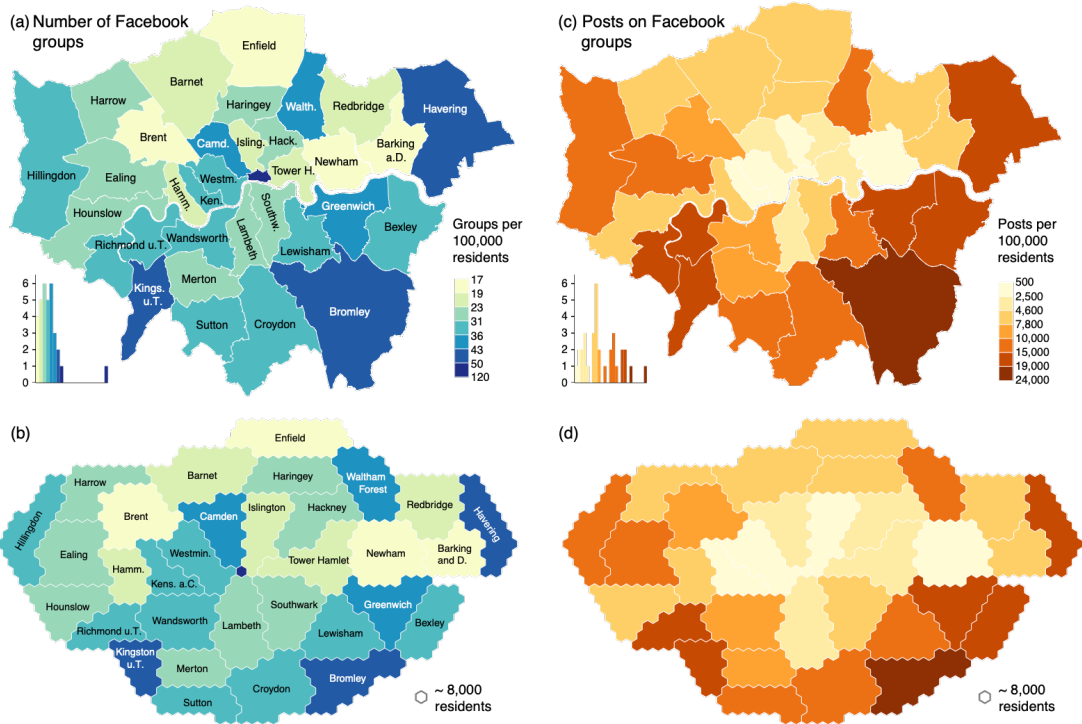 (a) Number of Facebook
groups
Enfield
Barnet
Harrow
Haringey
Walth.
Redbridge
Havering
Brent
Camd.
Isling.
Hack.
Barking
a.D.
Newham
Hillingdon
Ealing
Hamm.
Westm.
Tower H.
Ken.
Hounslow
Southw.
Greenwich
Bexley
Richmond u.T.
Wandsworth
Lambeth
Lewisham
Merton
Kings.
u.T.
Sutton
Croydon
Bromley
Groups per
100,000
residents
17
19
23
31
36
43
50
120
6
5
4
3
2
1
0
(c) Posts on Facebook
groups
Posts per
100,000
residents
500
2,500
4,600
7,800
10,000
15,000
19,000
24,000
6
5
4
3
2
1
0
(b)
Enfield
Harrow
Barnet
Haringey
Waltham
Forest
Hillingdon
Brent
Camden
Islington
Hackney
Redbridge
Havering
Ealing
Westmin.
Hamm.
Kens. a.C.
Tower Hamlet
Newham
Barking
and D.
Hounslow
Richmond u.T.
Wandsworth
Lambeth
Southwark
Greenwich
Lewisham
Bexley
Kingston
u.T.
Merton
Sutton
Croydon
Bromley
~ 8,000
residents
(d)
~ 8,000
residents